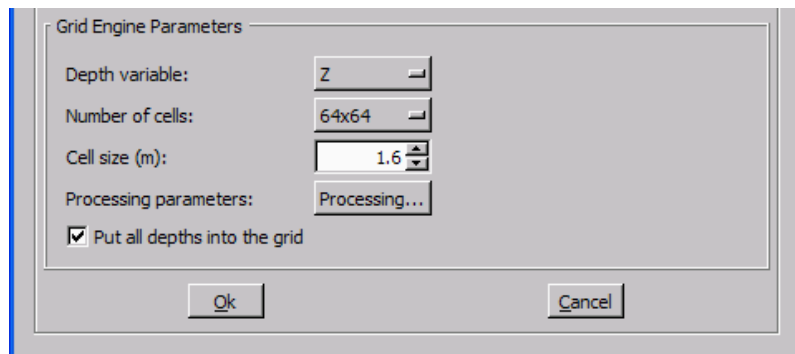 Grid Engine Parameters
Depth variable: Z
Number of cells: 64x64
Cell size (m): 1.6
Processing parameters: Processing...
Put all depths into the grid
Ok Cancel